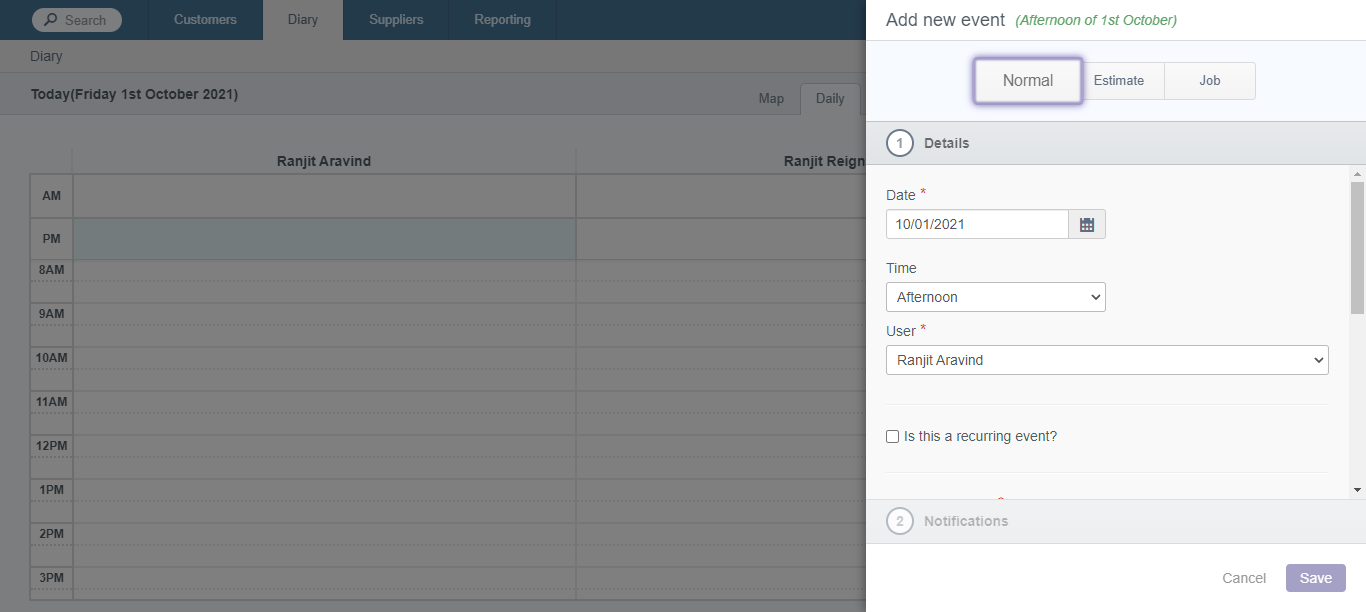 Search
Customers
Diary
Suppliers
Reporting
Diary
Today(Friday 1st October 2021)
Map
Daily
Ranjit Aravind
Ranjit Reign
AM
PM
8AM
9AM
10AM
11AM
12PM
1PM
2PM
3PM
Add new event (Afternoon of 1st October)
Normal
Estimate
Job
1 Details
Date *
10/01/2021
Time
Afternoon
User *
Ranjit Aravind
Is this a recurring event?
2 Notifications
Cancel
Save